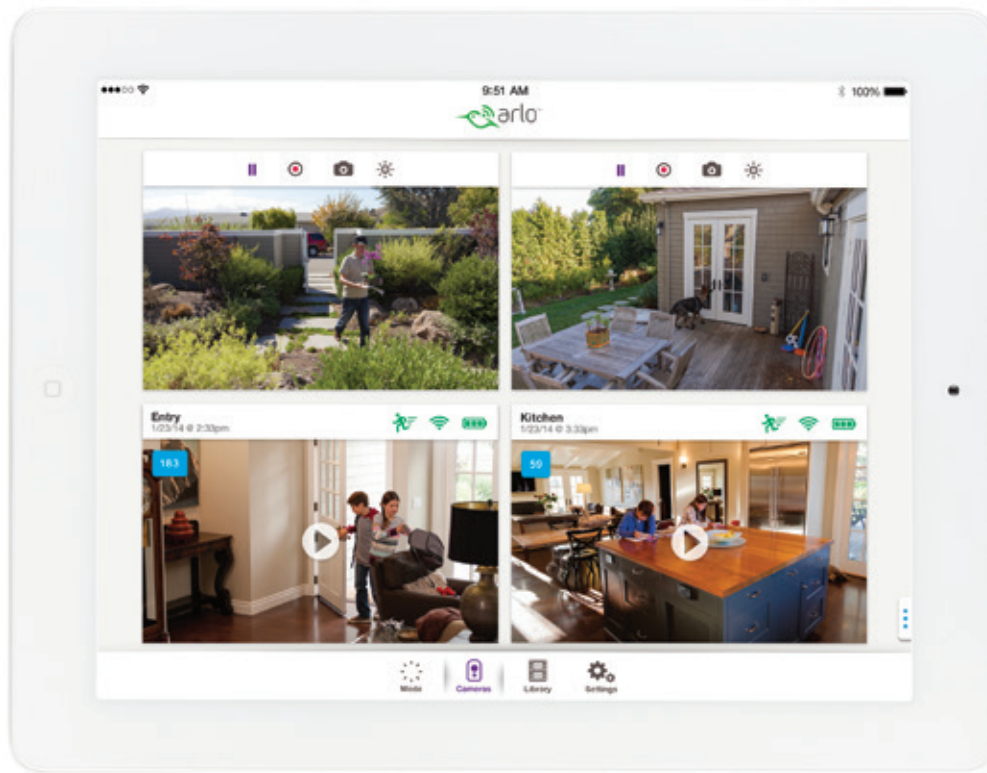 9:51 AM
100%
arlo
Entry
1/23/14 @ 2:33pm
183
Kitchen
1/23/14 @ 3:33pm
59
Mode
Cameras
Library
Settings